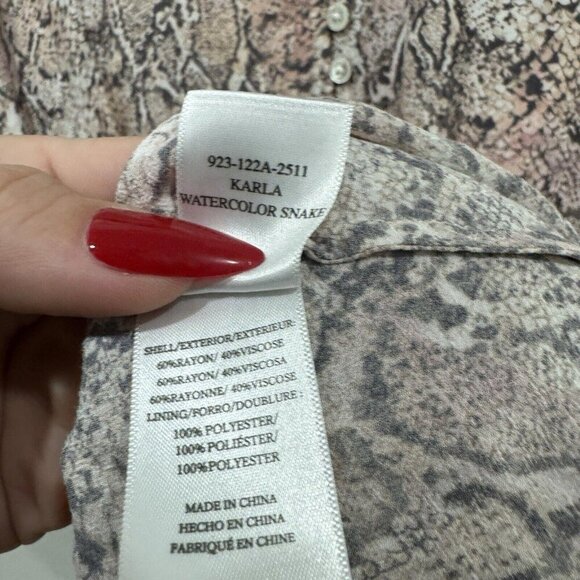 923-122A-2511
KARLA
WATERCOLOR SNAKE
SHELL/EXTERIOR/EXTERIEUR:
60%RAYON/ 40%VISCOSE
60%RAYON/ 40%VISCOSA
60%RAYONNE/ 40%VISCOSE
LINING/FORRO/DOUBLURE :
100% POLYESTER/
100% POLIÉSTER/
100% POLYESTER
MADE IN CHINA
HECHO EN CHINA
FABRIQUÉ EN CHINE